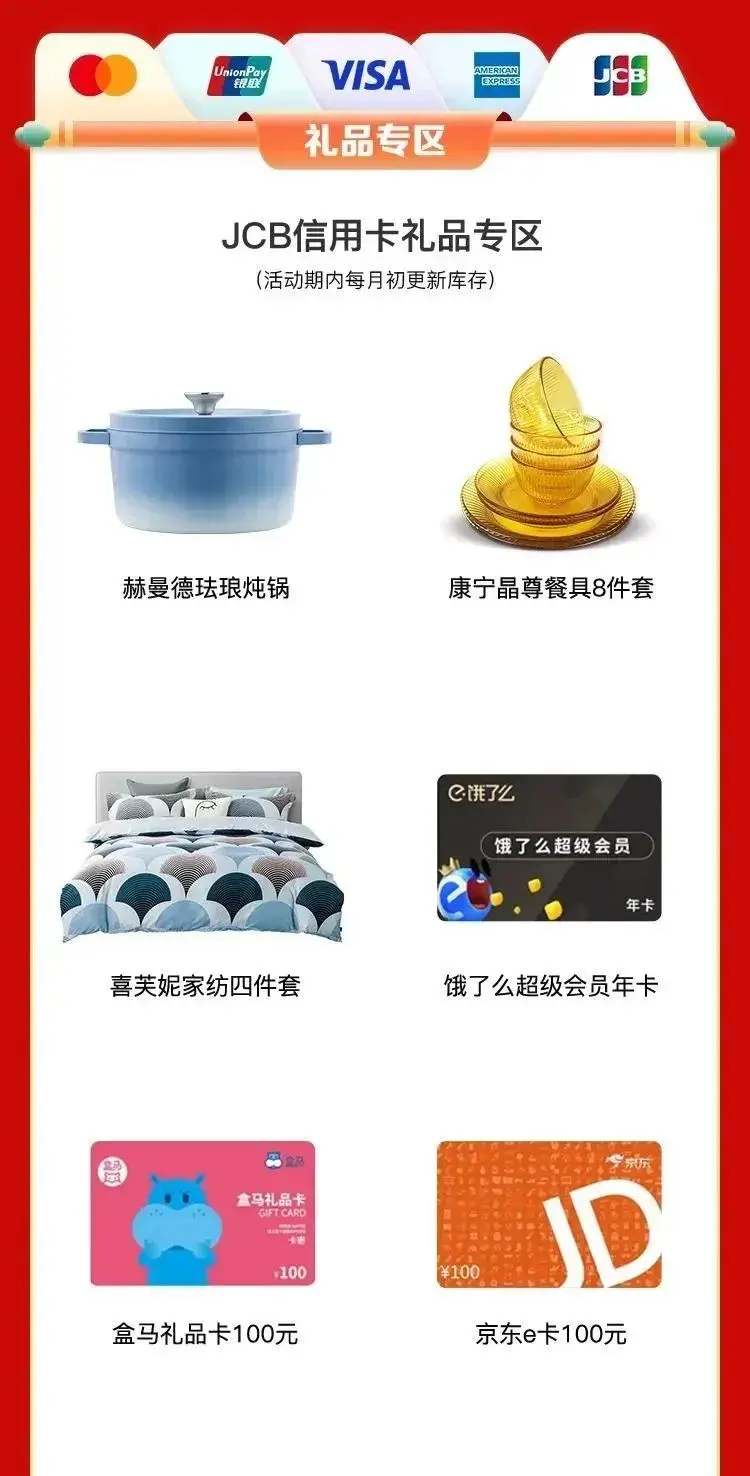 UnionPay
银联
VISA
AMERICAN
EXPRESS
JCB
礼品专区
JCB信用卡礼品专区
(活动期内每月初更新库存)
赫曼德珐琅炖锅
康宁晶尊餐具8件套
饿了么
饿了么超级会员
年卡
喜芙妮家纺四件套
饿了么超级会员年卡
盒马
盒马
盒马礼品卡
GIFT CARD
卡密
¥100
京东
JD
¥100
盒马礼品卡100元
京东e卡100元